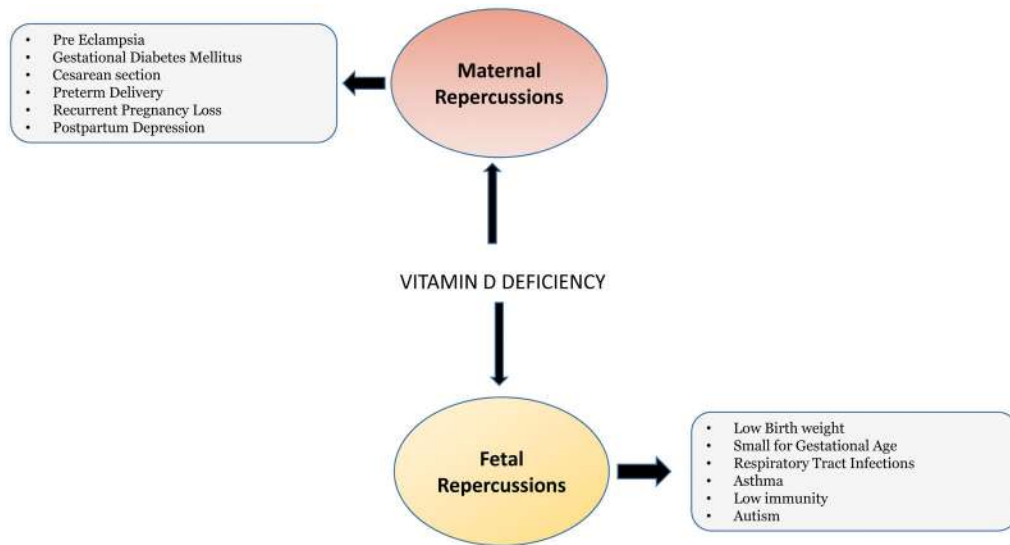 • Pre Eclampsia
• Gestational Diabetes Mellitus
• Cesarean section
• Preterm Delivery
• Recurrent Pregnancy Loss
• Postpartum Depression
Maternal
Repercussions
VITAMIN D DEFICIENCY
Fetal
Repercussions
• Low Birth weight
• Small for Gestational Age
• Respiratory Tract Infections
• Asthma
• Low immunity
• Autism